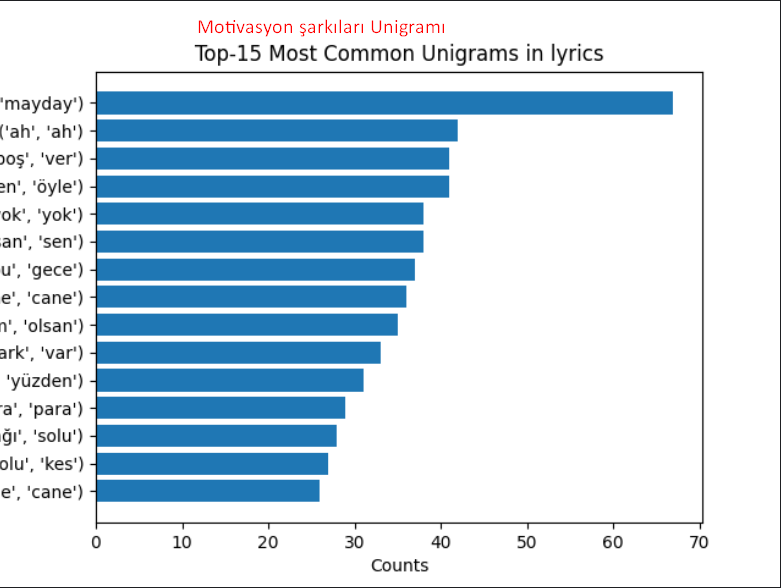 Motivasyon şarkıları Unigramı
Top-15 Most Common Unigrams in lyrics
'mayday')
('ah', 'ah')
boş', 'ver')
en', 'öyle')
ok', 'yok')
san', 'sen')
u', 'gece')
e', 'cane')
n', 'olsan')
ark', 'var')
'yüzden')
ra', 'para')
ğı', 'solu')
olu', 'kes')
e', 'cane')
0 10 20 30 40 50 60 70
Counts